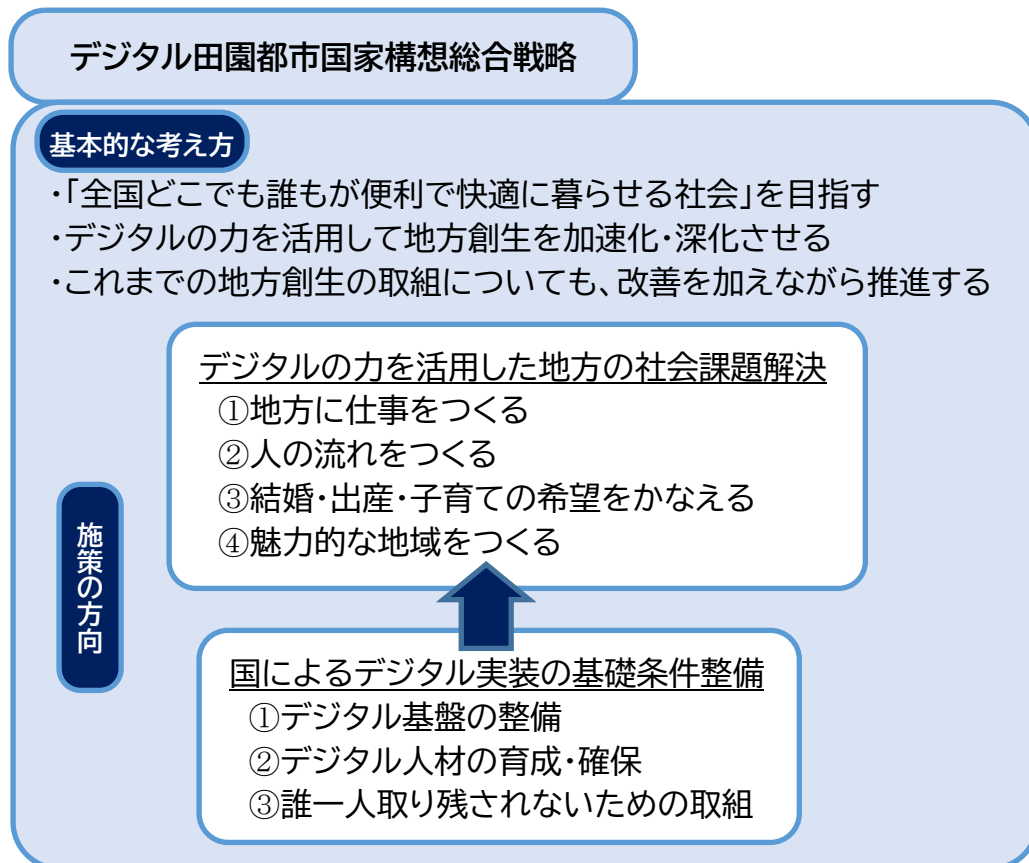 デジタル田園都市国家構想総合戦略
基本的な考え方
・「全国どこでも誰もが便利で快適に暮らせる社会」を目指す
・デジタルの力を活用して地方創生を加速化・深化させる
・これまでの地方創生の取組についても、改善を加えながら推進する
施策の方向
デジタルの力を活用した地方の社会課題解決
①地方に仕事をつくる
②人の流れをつくる
③結婚・出産・子育ての希望をかなえる
④魅力的な地域をつくる
国によるデジタル実装の基礎条件整備
①デジタル基盤の整備
②デジタル人材の育成・確保
③誰一人取り残されないための取組